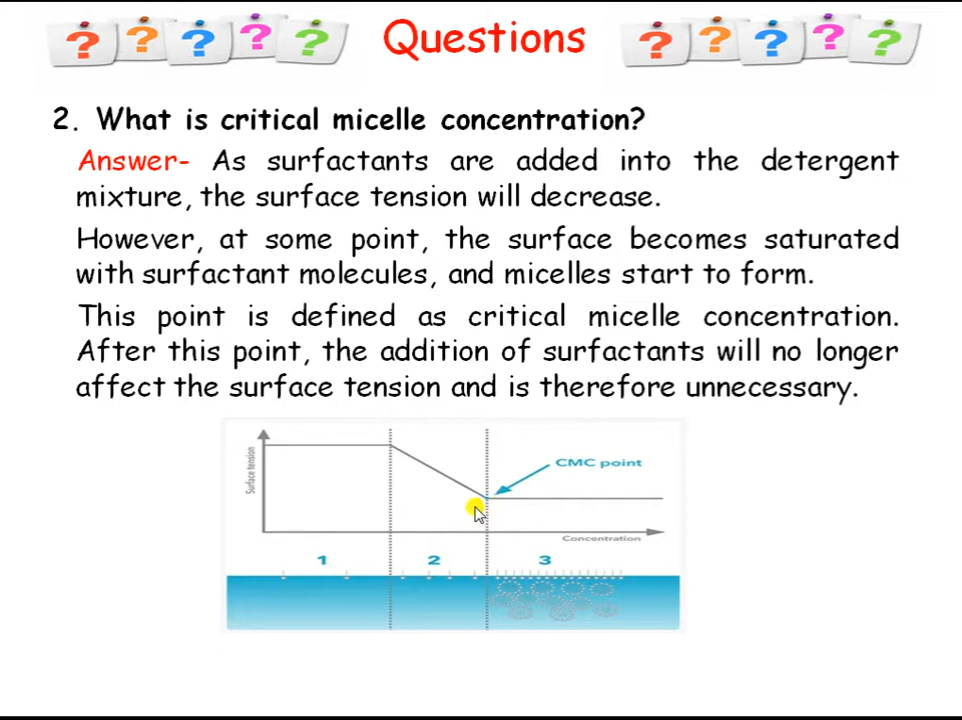 ? ? ? ? ? Questions ? ? ? ? ?
2. What is critical micelle concentration?
Answer- As surfactants are added into the detergent
mixture, the surface tension will decrease.
However, at some point, the surface becomes saturated
with surfactant molecules, and micelles start to form.
This point is defined as critical micelle concentration.
After this point, the addition of surfactants will no longer
affect the surface tension and is therefore unnecessary.
Surface tension
CMC point
Concentration
1 2 3